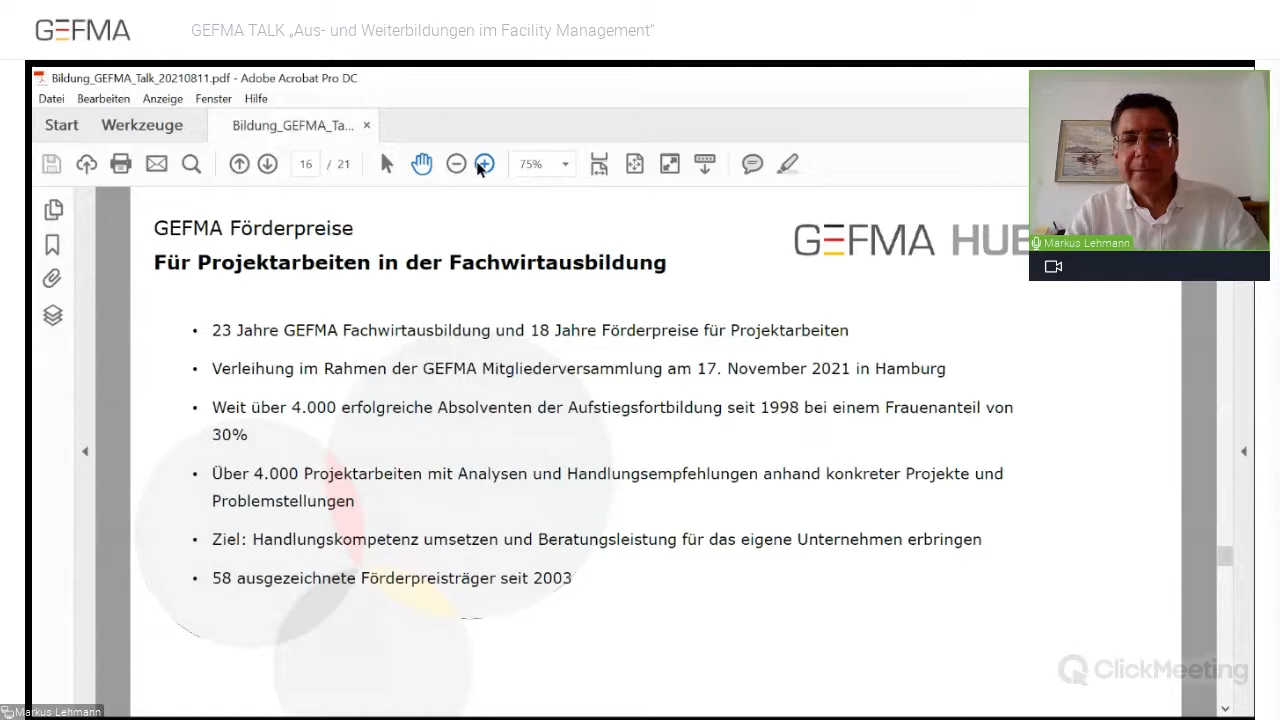 GEFMA
GEFMA TALK „Aus- und Weiterbildungen im Facility Management“
Bildung_GEFMA_Talk_20210811.pdf - Adobe Acrobat Pro DC
Datei Bearbeiten Anzeige Fenster Hilfe
Start Werkzeuge Bildung_GEFMA_Ta... ×
16 / 21 75%
Markus Lehmann
GEFMA Förderpreise
GEFMA HUB
Für Projektarbeiten in der Fachwirtausbildung
• 23 Jahre GEFMA Fachwirtausbildung und 18 Jahre Förderpreise für Projektarbeiten
• Verleihung im Rahmen der GEFMA Mitgliederversammlung am 17. November 2021 in Hamburg
• Weit über 4.000 erfolgreiche Absolventen der Aufstiegsfortbildung seit 1998 bei einem Frauenanteil von
30%
• Über 4.000 Projektarbeiten mit Analysen und Handlungsempfehlungen anhand konkreter Projekte und
Problemstellungen
• Ziel: Handlungskompetenz umsetzen und Beratungsleistung für das eigene Unternehmen erbringen
• 58 ausgezeichnete Förderpreisträger seit 2003
ClickMeeting
Markus Lehmann